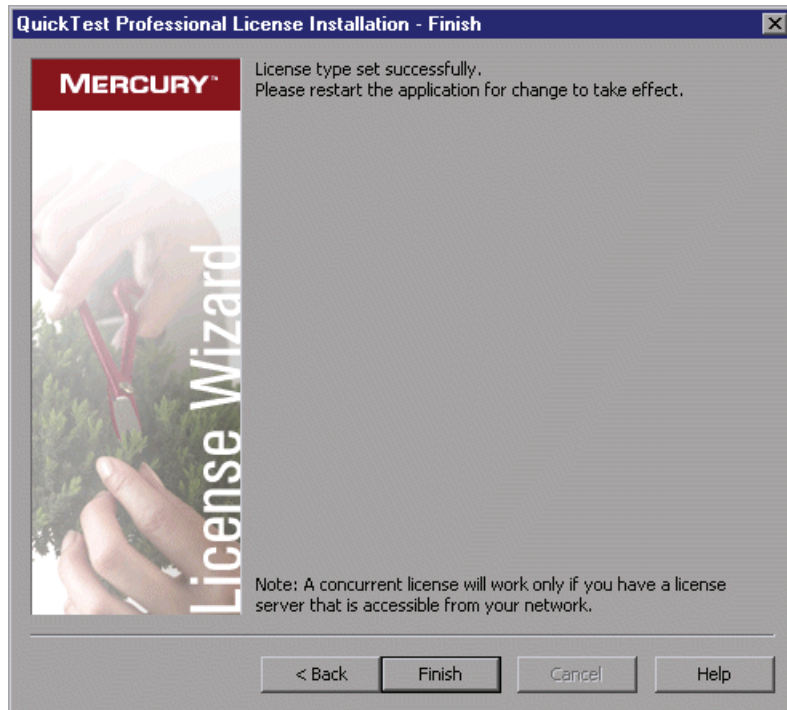 QuickTest Professional License Installation - Finish
MERCURY™
License Wizard
License type set successfully.
Please restart the application for change to take effect.
Note: A concurrent license will work only if you have a license
server that is accessible from your network.
< Back
Finish
Cancel
Help